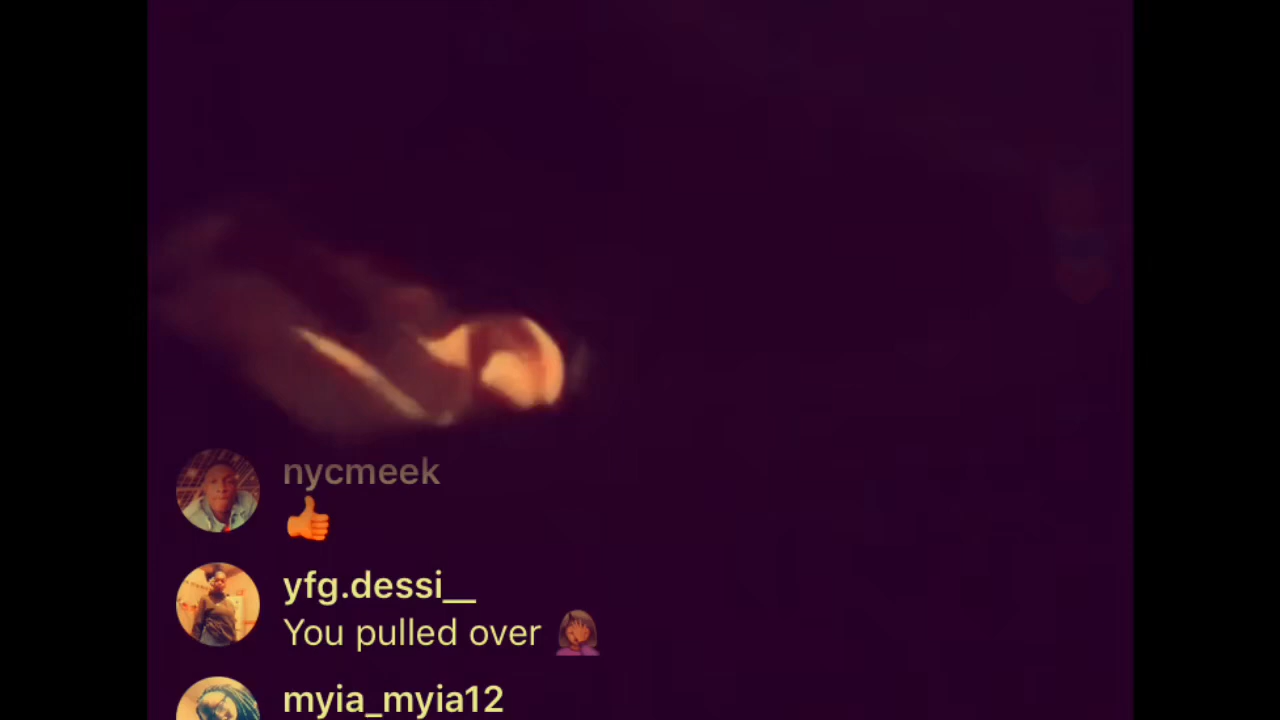 nycmeek
👍
yfg.dessi__
You pulled over 🤦🏽‍♀️
myia_myia12